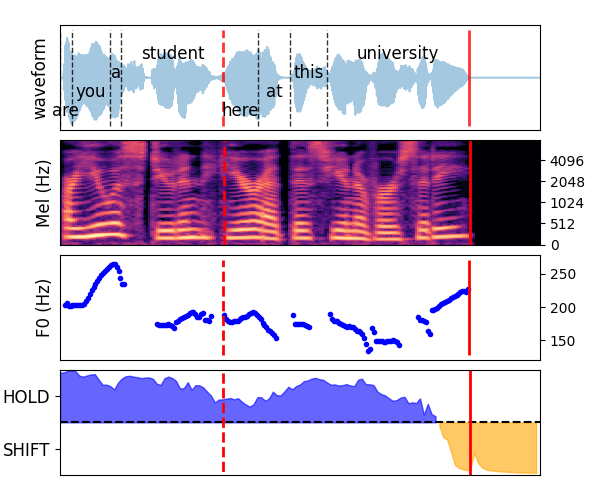 waveform
are
you
a
student
here
at
this
university
Mel (Hz)
4096
2048
1024
512
0
F0 (Hz)
250
200
150
HOLD
SHIFT